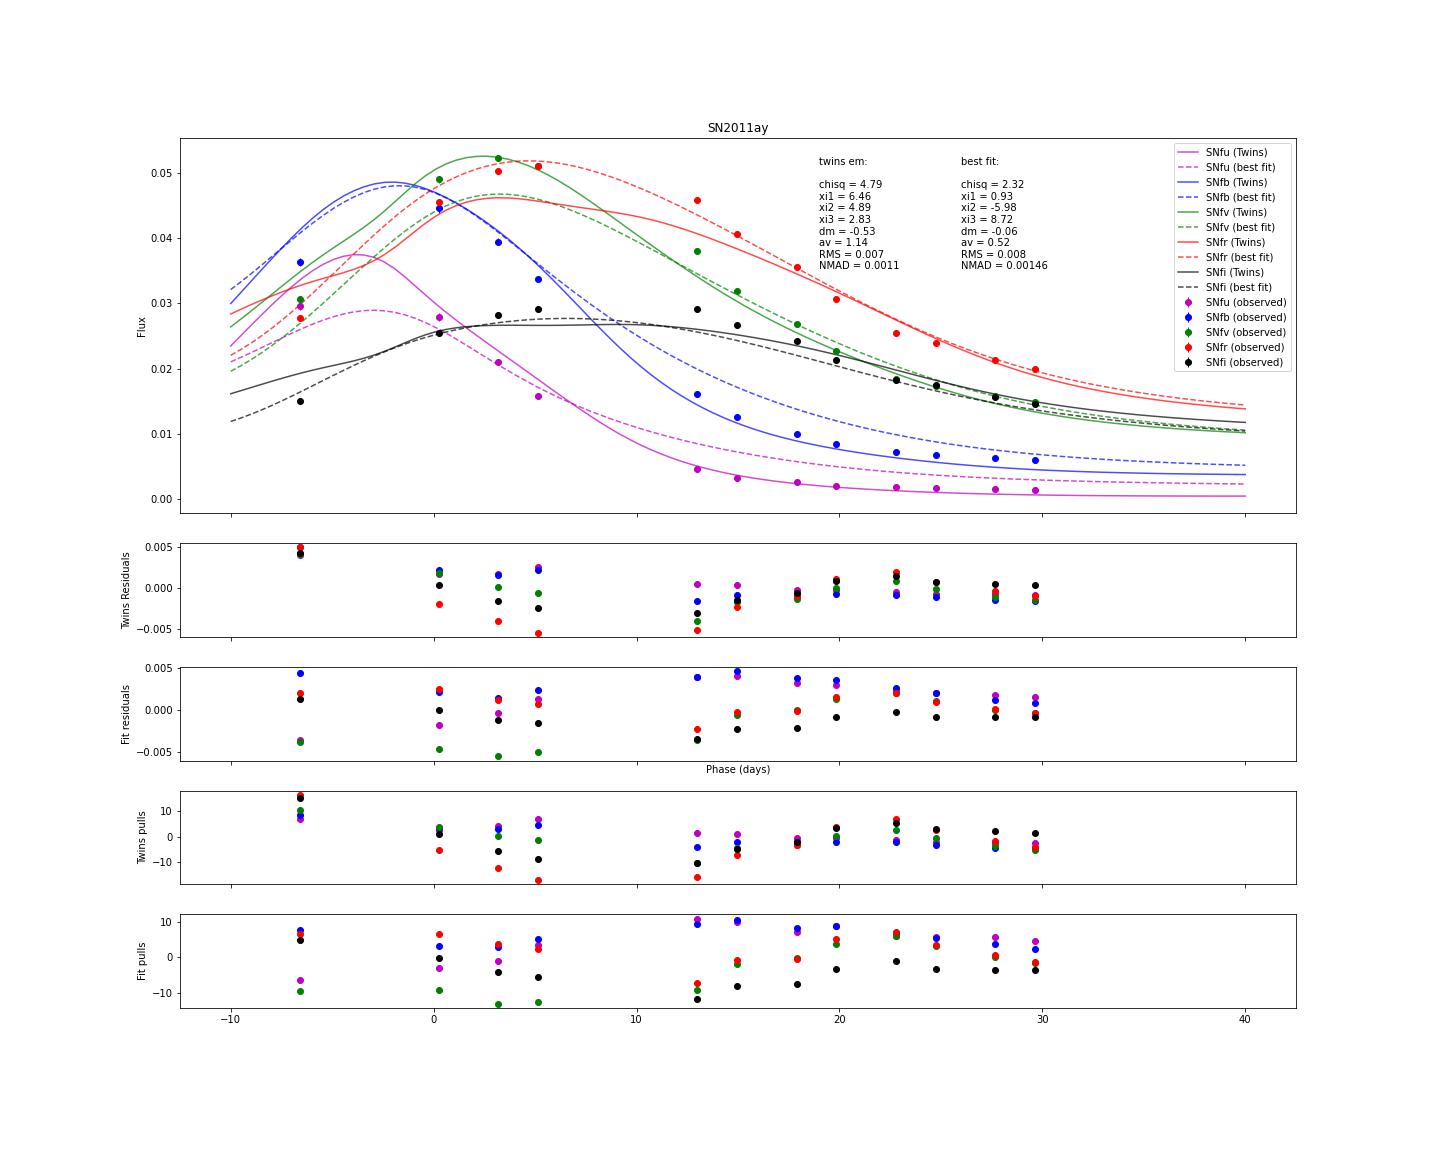 SN2011ay
Flux
0.05
0.04
0.03
0.02
0.01
0.00
twins em:
chisq = 4.79
xi1 = 6.46
xi2 = 4.89
xi3 = 2.83
dm = -0.53
av = 1.14
RMS = 0.007
NMAD = 0.0011
best fit:
chisq = 2.32
xi1 = 0.93
xi2 = -5.98
xi3 = 8.72
dm = -0.06
av = 0.52
RMS = 0.008
NMAD = 0.00146
SNfu (Twins)
SNfu (best fit)
SNfb (Twins)
SNfb (best fit)
SNfv (Twins)
SNfv (best fit)
SNfr (Twins)
SNfr (best fit)
SNfi (Twins)
SNfi (best fit)
SNfu (observed)
SNfb (observed)
SNfv (observed)
SNfr (observed)
SNfi (observed)
Twins Residuals
0.005
0.000
−0.005
Fit residuals
0.005
0.000
−0.005
Phase (days)
Twins pulls
10
0
−10
Fit pulls
10
0
−10
−10 0 10 20 30 40